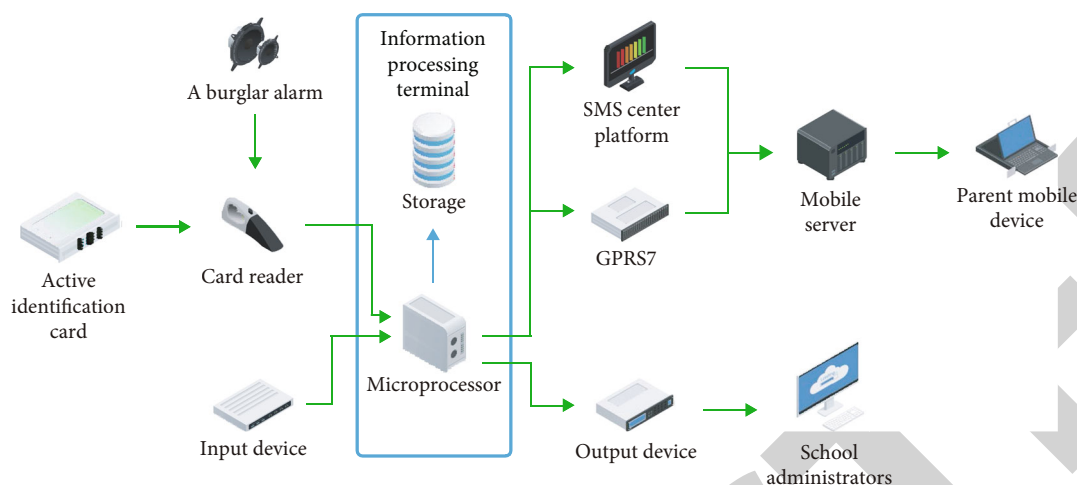 A burglar alarm
Information
processing
terminal
Storage
SMS center
platform
Mobile
server
Parent mobile
device
Active
identification
card
Card reader
GPRS7
Microprocessor
Input device
Output device
School
administrators